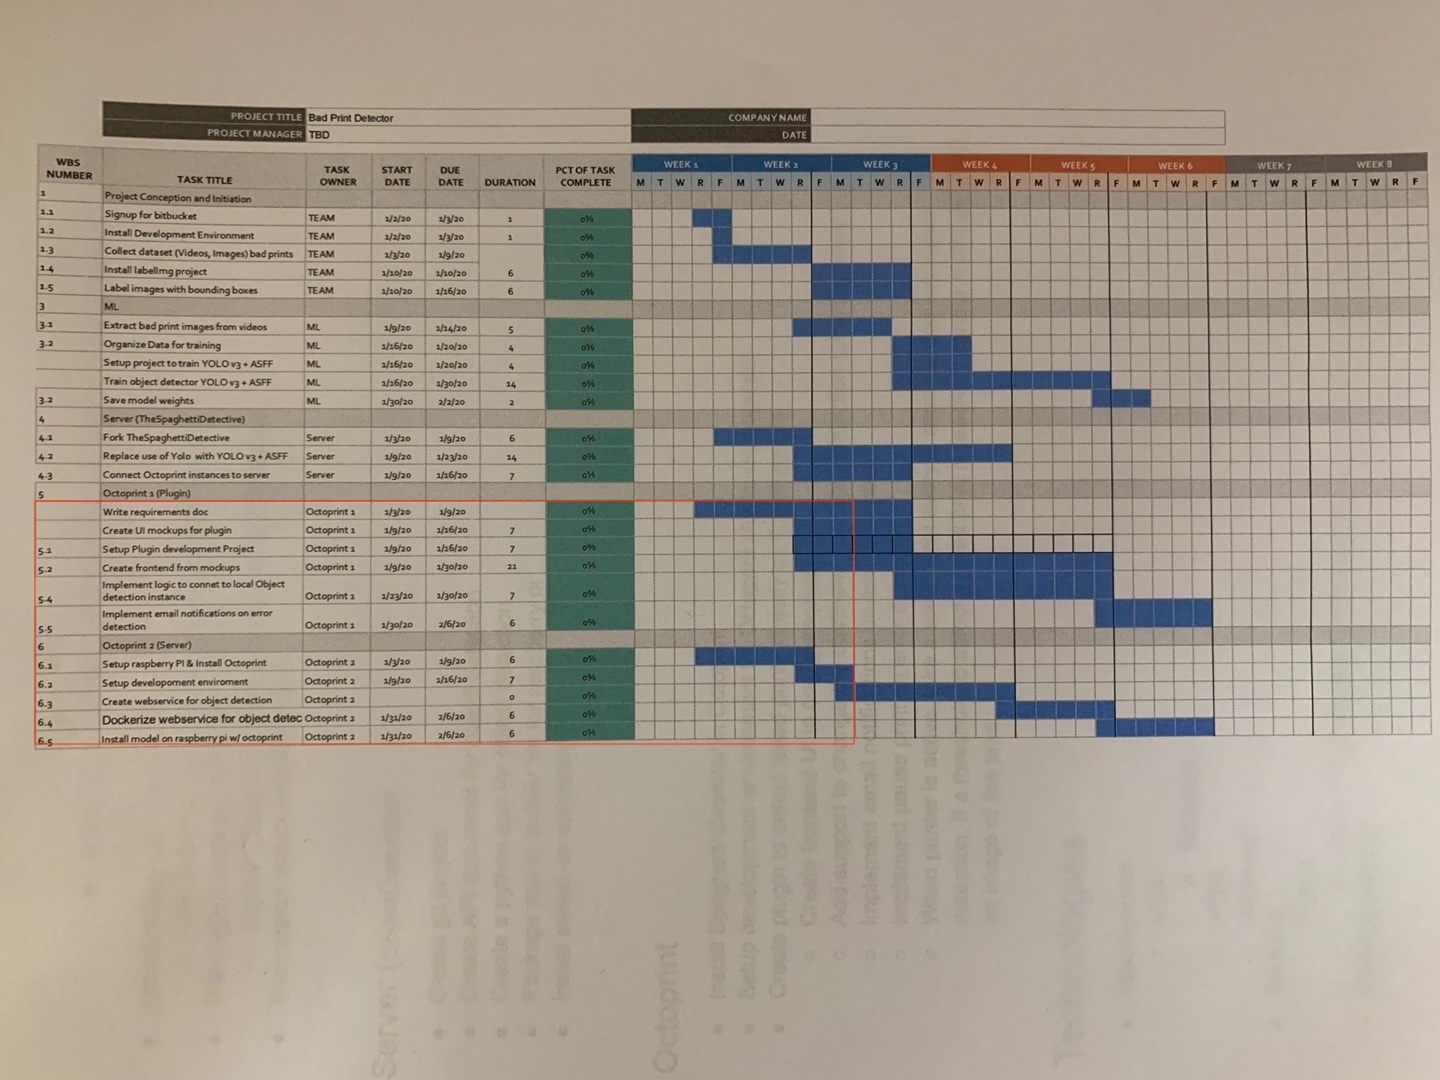 PROJECT TITLE Bad Print Detector COMPANY NAME
PROJECT MANAGER TBD DATE
WBS NUMBER TASK TITLE TASK OWNER START DATE DUE DATE DURATION PCT OF TASK COMPLETE WEEK 1 WEEK 2 WEEK 3 WEEK 4 WEEK 5 WEEK 6 WEEK 7 WEEK 8
M T W R F M T W R F M T W R F M T W R F M T W R F M T W R F M T W R F M T W R F
1 Project Conception and Initiation
1.1 Signup for bitbucket TEAM 1/2/20 1/3/20 1 0%
1.2 Install Development Environment TEAM 1/2/20 1/3/20 1 0%
1.3 Collect dataset (Videos, Images) bad prints TEAM 1/3/20 1/9/20 0%
1.4 Install labelImg project TEAM 1/10/20 1/10/20 6 0%
1.5 Label images with bounding boxes TEAM 1/10/20 1/16/20 6 0%
3 ML
3.1 Extract bad print images from videos ML 1/9/20 1/14/20 5 0%
3.2 Organize Data for training ML 1/16/20 1/20/20 4 0%
Setup project to train YOLO v3 + ASFF ML 1/16/20 1/20/20 4 0%
Train object detector YOLO v3 + ASFF ML 1/16/20 1/30/20 14 0%
3.2 Save model weights ML 1/30/20 2/2/20 2 0%
4 Server (TheSpaghettiDetective)
4.1 Fork TheSpaghettiDetective Server 1/3/20 1/9/20 6 0%
4.2 Replace use of Yolo with YOLO v3 + ASFF Server 1/9/20 1/23/20 14 0%
4.3 Connect Octoprint instances to server Server 1/9/20 1/16/20 7 0%
5 Octoprint 1 (Plugin)
Write requirements doc Octoprint 1 1/3/20 1/9/20 0%
Create UI mockups for plugin Octoprint 1 1/9/20 1/16/20 7 0%
5.1 Setup Plugin development Project Octoprint 1 1/9/20 1/16/20 7 0%
5.2 Create frontend from mockups Octoprint 1 1/9/20 1/30/20 21 0%
Implement logic to connet to local Object
5.4 detection instance Octoprint 1 1/23/20 1/30/20 7 0%
Implement email notifications on error
5.5 detection Octoprint 1 1/30/20 2/6/20 6 0%
6 Octoprint 2 (Server)
6.1 Setup raspberry PI & Install Octoprint Octoprint 2 1/3/20 1/9/20 6 0%
6.2 Setup developoment enviroment Octoprint 2 1/9/20 1/16/20 7 0%
6.3 Create webservice for object detection Octoprint 2 0 0%
6.4 Dockerize webservice for object detec Octoprint 2 1/31/20 2/6/20 6 0%
6.5 Install model on raspberry pi w/ octoprint Octoprint 2 1/31/20 2/6/20 6 0%